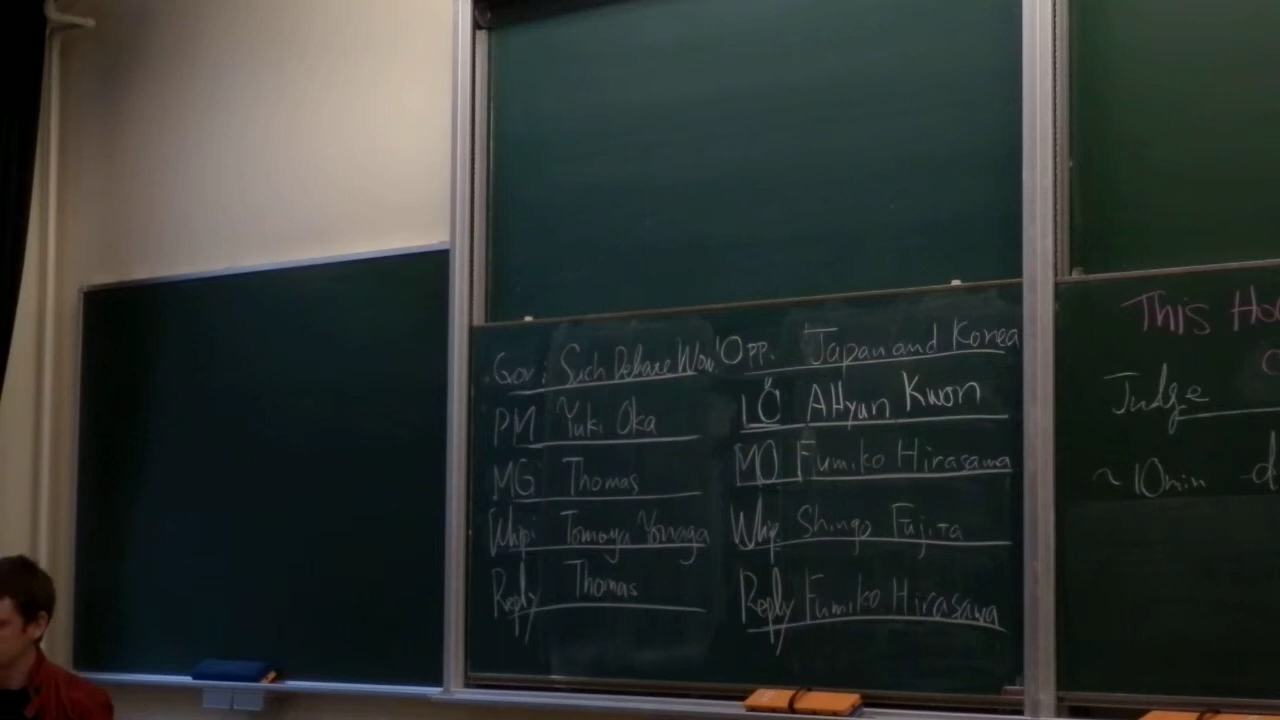 Gov: Such Debate Wow!
Opp. Japan and Korea
PM Yuki Oka
LC AHyun Kwon
MG Thomas
MO Fumiko Hirasawa
Whip: Tomoya Yonaga
Whip Shingo Fujita
Reply Thomas
Reply Fumiko Hirasawa
This Ho
Judge
~10min d